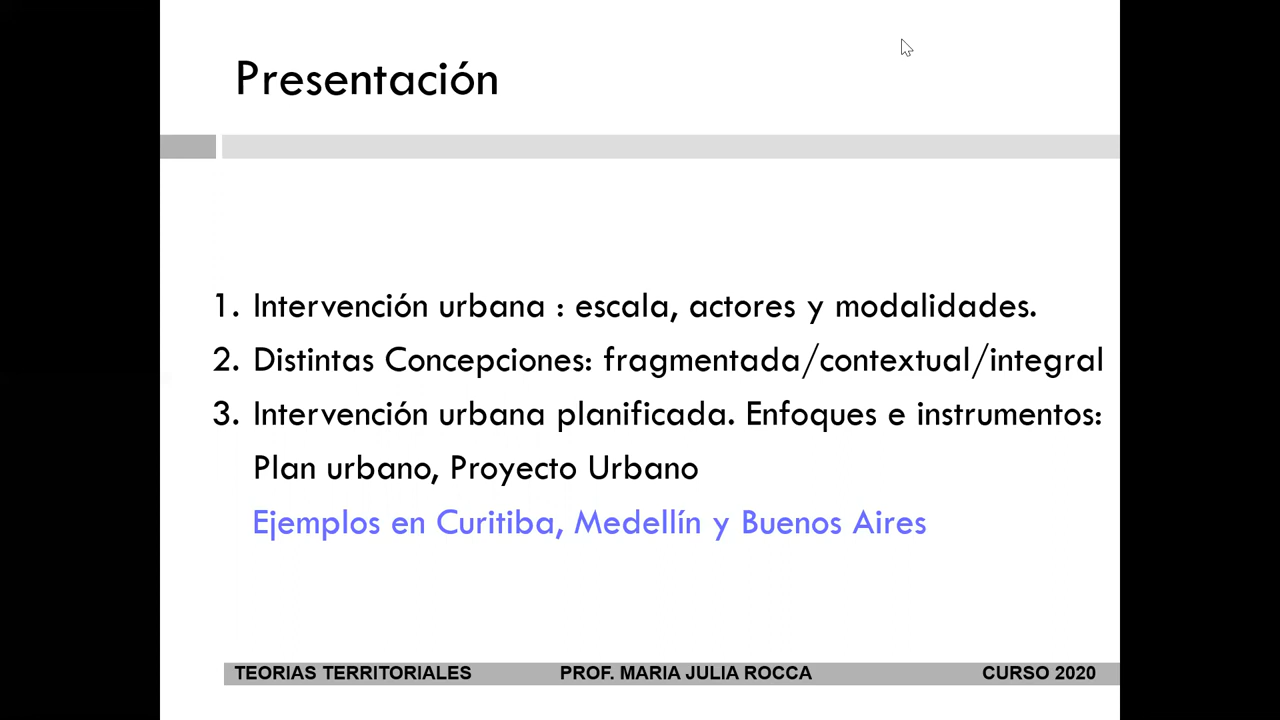 Presentación
1. Intervención urbana : escala, actores y modalidades.
2. Distintas Concepciones: fragmentada/contextual/integral
3. Intervención urbana planificada. Enfoques e instrumentos:
Plan urbano, Proyecto Urbano
Ejemplos en Curitiba, Medellín y Buenos Aires
TEORIAS TERRITORIALES PROF. MARIA JULIA ROCCA CURSO 2020